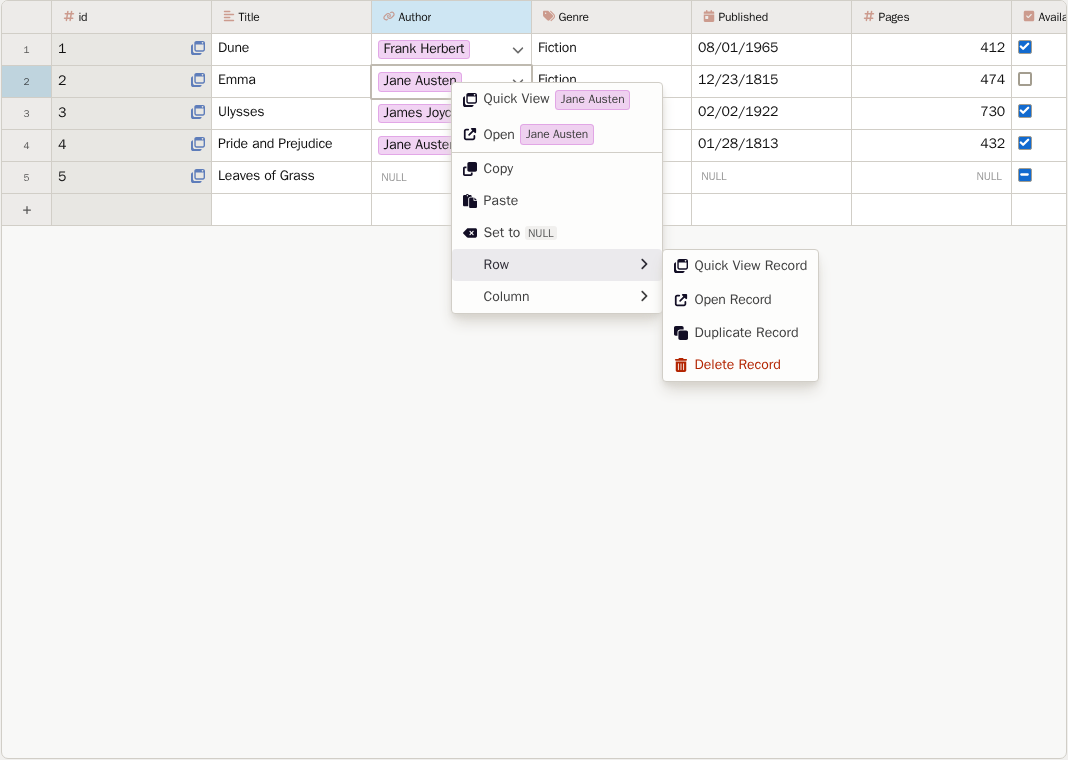 id Title Author Genre Published Pages Availa
1 1 Dune Frank Herbert Fiction 08/01/1965 412
2 2 Emma Jane Austen Fiction 12/23/1815 474
3 3 Ulysses James Joyc 02/02/1922 730
4 4 Pride and Prejudice Jane Auste 01/28/1813 432
5 5 Leaves of Grass NULL NULL NULL
+
Quick View Jane Austen
Open Jane Austen
Copy
Paste
Set to NULL
Row
Column
Quick View Record
Open Record
Duplicate Record
Delete Record